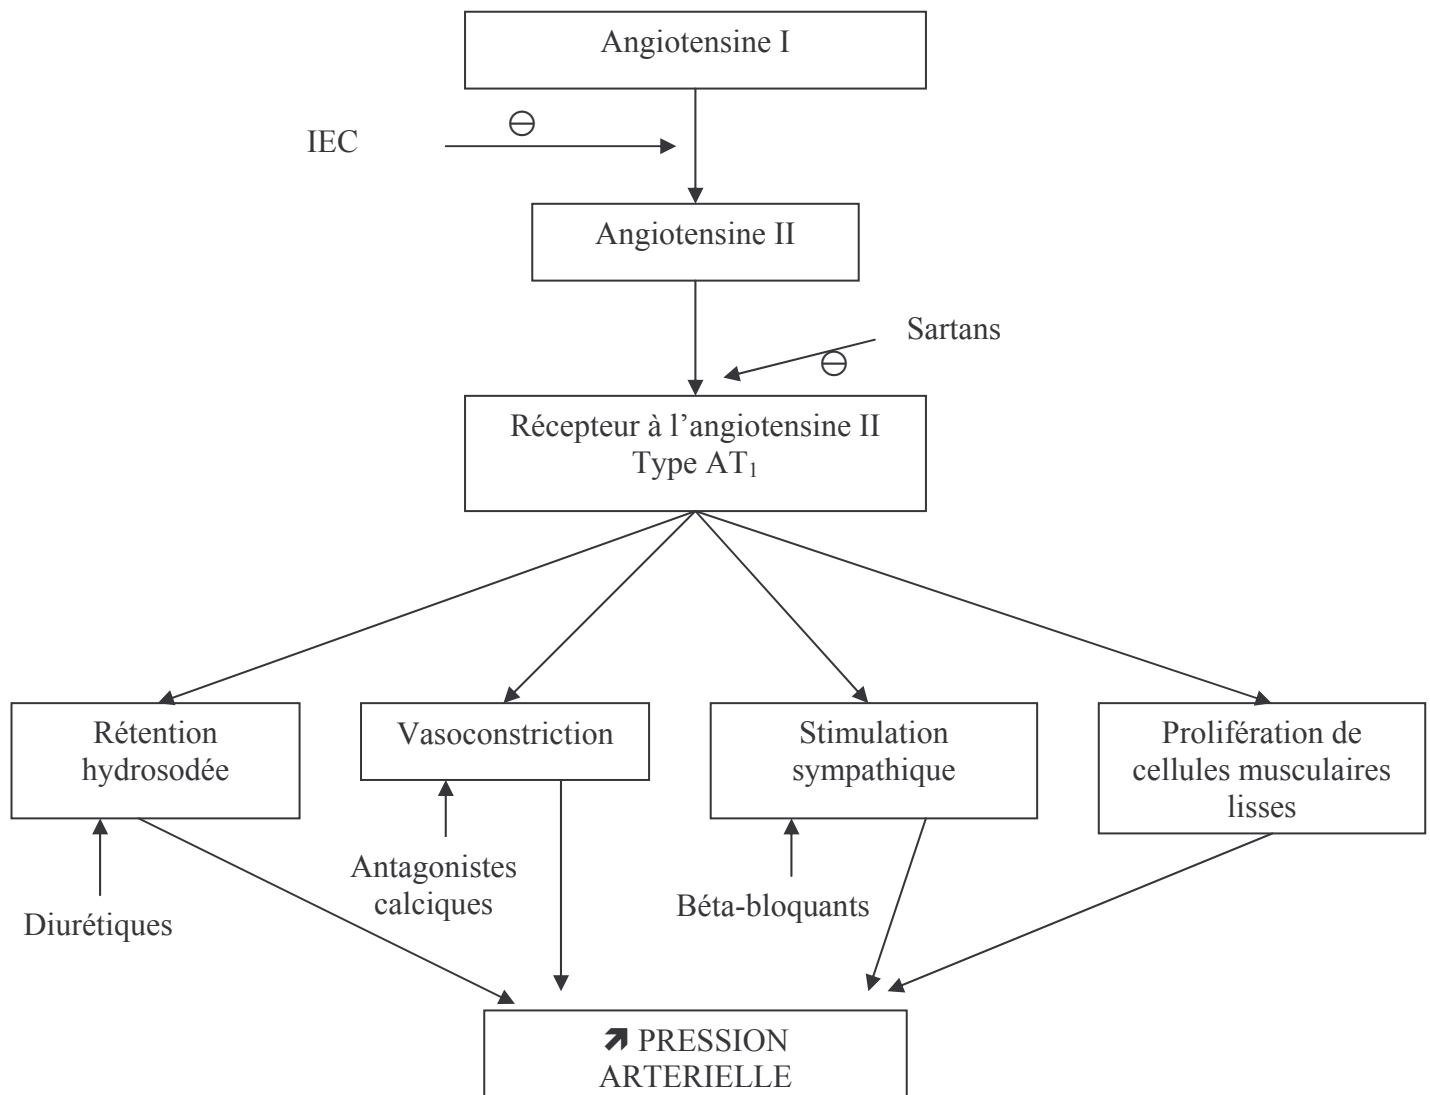 Angiotensine I
⊖
IEC
Angiotensine II
Sartans
⊖
Récepteur à l’angiotensine II
Type AT₁
Rétention
hydrosodée
Vasoconstriction
Stimulation
sympathique
Prolifération de
cellules musculaires
lisses
Diurétiques
Antagonistes
calciques
Béta-bloquants
↗ PRESSION
ARTERIELLE